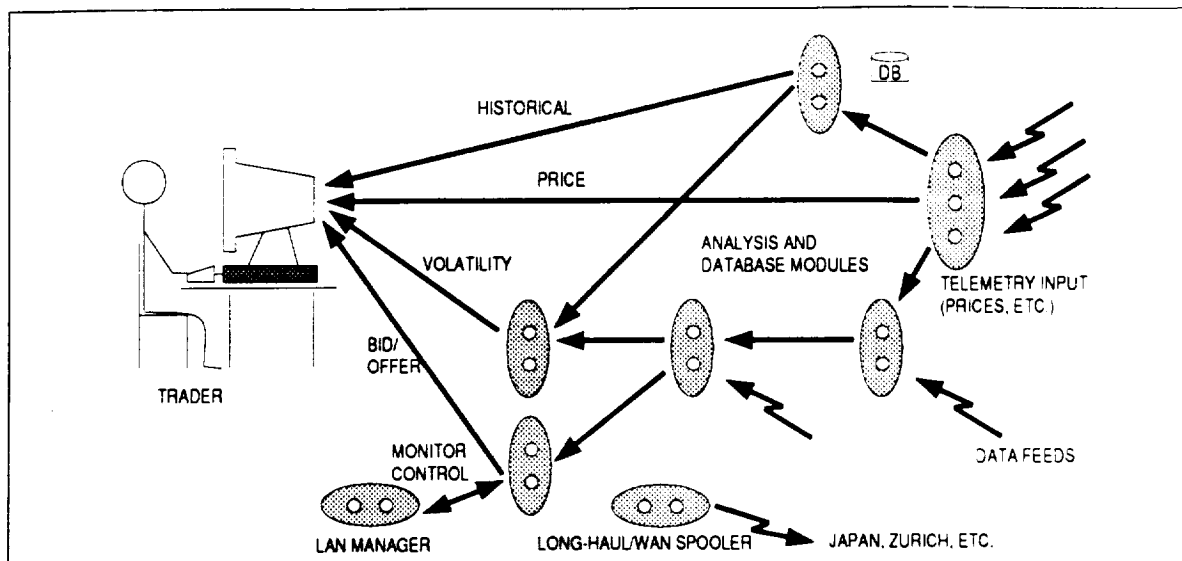 DB
HISTORICAL
PRICE
ANALYSIS AND
DATABASE MODULES
TELEMETRY INPUT
(PRICES, ETC.)
VOLATILITY
BID/
OFFER
TRADER
MONITOR
CONTROL
DATA FEEDS
LAN MANAGER
LONG-HAUL/WAN SPOOLER
JAPAN, ZURICH, ETC.